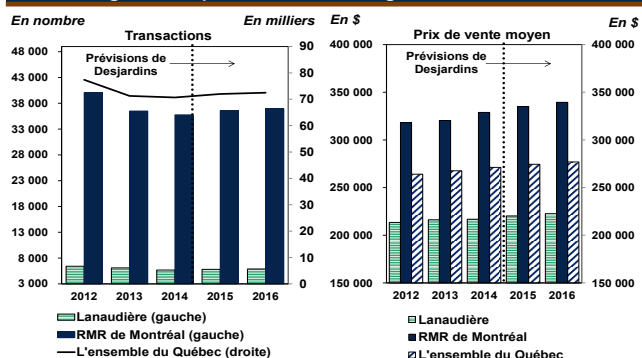 En nombre
En milliers
Transactions
Prévisions de
Desjardins
48 000
43 000
38 000
33 000
28 000
23 000
18 000
13 000
8 000
3 000
90
80
70
60
50
40
30
20
10
0
2012 2013 2014 2015 2016
Lanaudière (gauche)
RMR de Montréal (gauche)
L'ensemble du Québec (droite)
En $
En $
Prix de vente moyen
Prévisions de
Desjardins
400 000
350 000
300 000
250 000
200 000
150 000
400 000
350 000
300 000
250 000
200 000
150 000
2012 2013 2014 2015 2016
Lanaudière
RMR de Montréal
L'ensemble du Québec